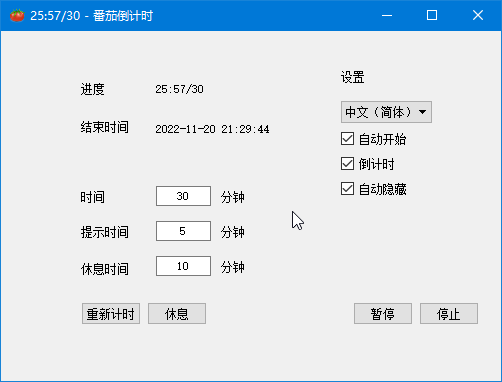 25:57/30 - 番茄倒计时
设置
进度 25:57/30
中文（简体）
结束时间 2022-11-20 21:29:44
自动开始
倒计时
自动隐藏
时间 30 分钟
提示时间 5 分钟
休息时间 10 分钟
重新计时 休息 暂停 停止